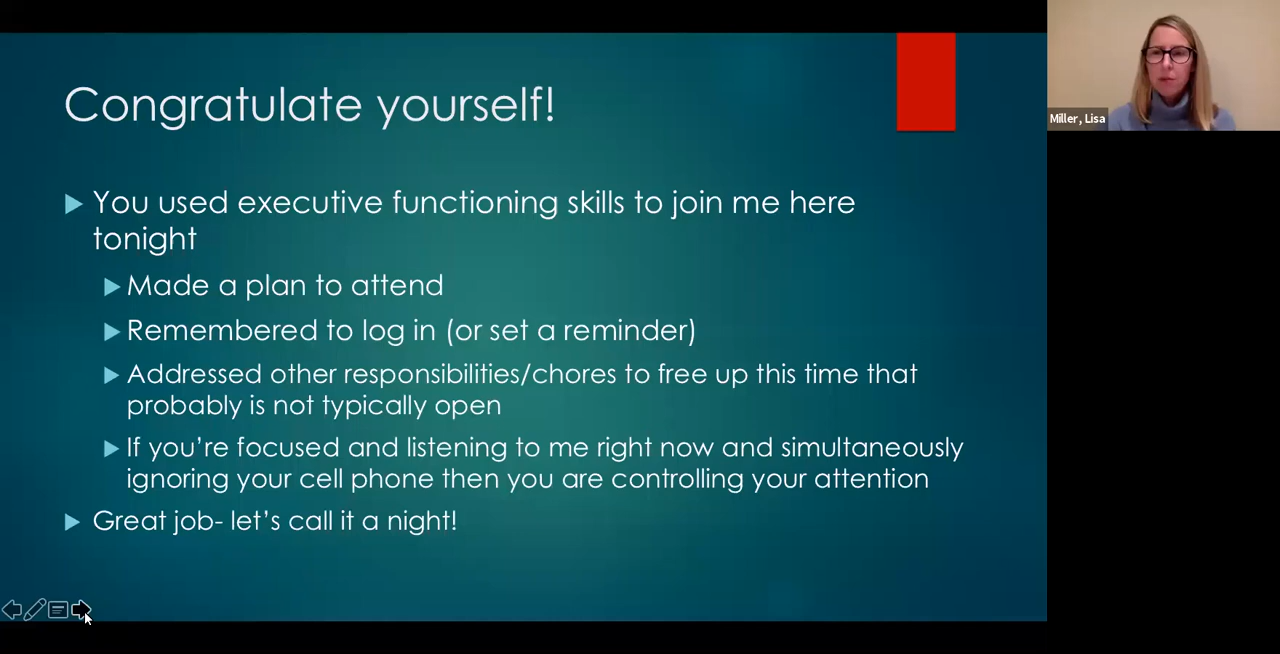 Congratulate yourself!
You used executive functioning skills to join me here
tonight
Made a plan to attend
Remembered to log in (or set a reminder)
Addressed other responsibilities/chores to free up this time that
probably is not typically open
If you’re focused and listening to me right now and simultaneously
ignoring your cell phone then you are controlling your attention
Great job- let’s call it a night!
Miller, Lisa